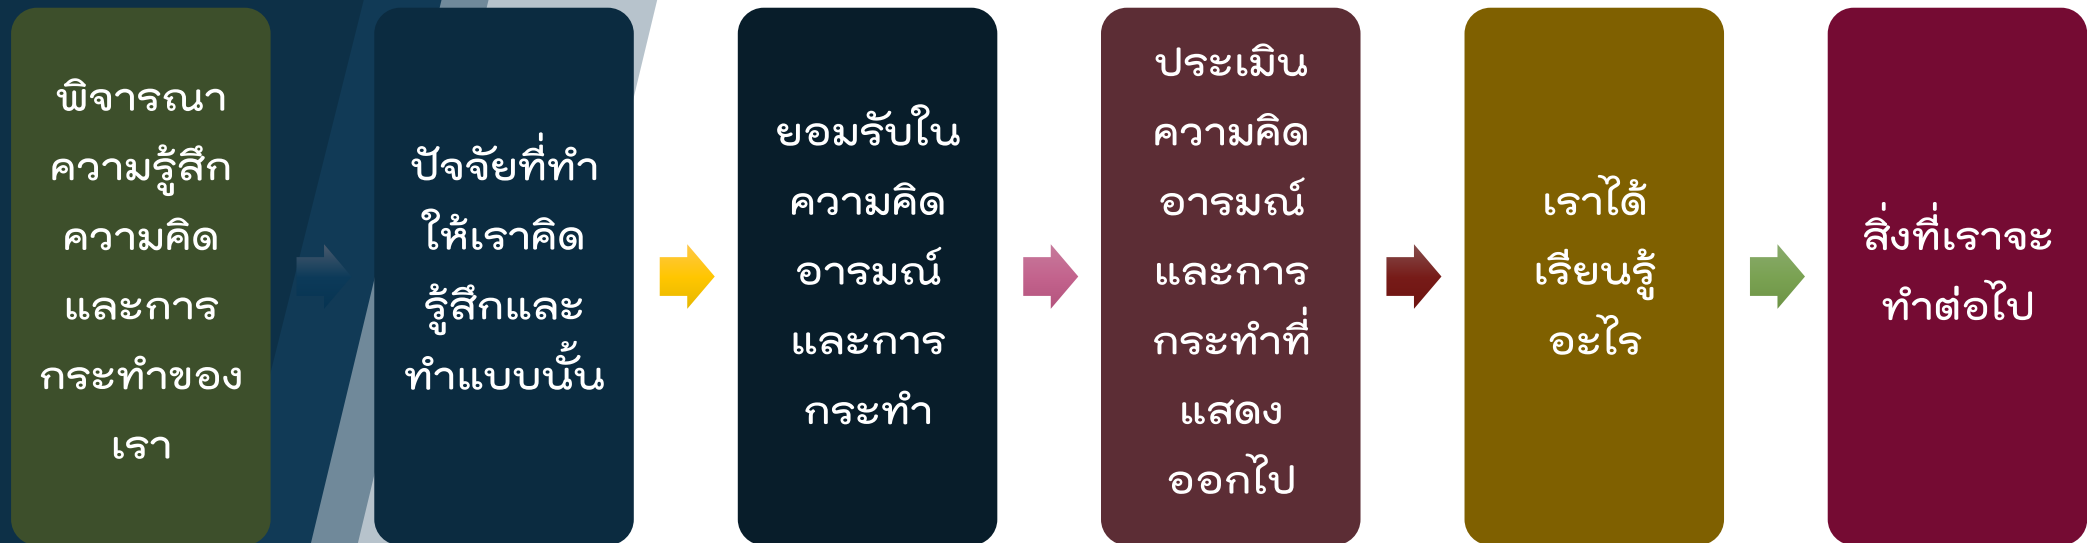 พิจารณา
ความรู้สึก
ความคิด
และการ
กระทำของ
เรา
ปัจจัยที่ทำ
ให้เราคิด
รู้สึกและ
ทำแบบนั้น
ยอมรับใน
ความคิด
อารมณ์
และการ
กระทำ
ประเมิน
ความคิด
อารมณ์
และการ
กระทำที่
แสดง
ออกไป
เราได้
เรียนรู้
อะไร
สิ่งที่เราจะ
ทำต่อไป